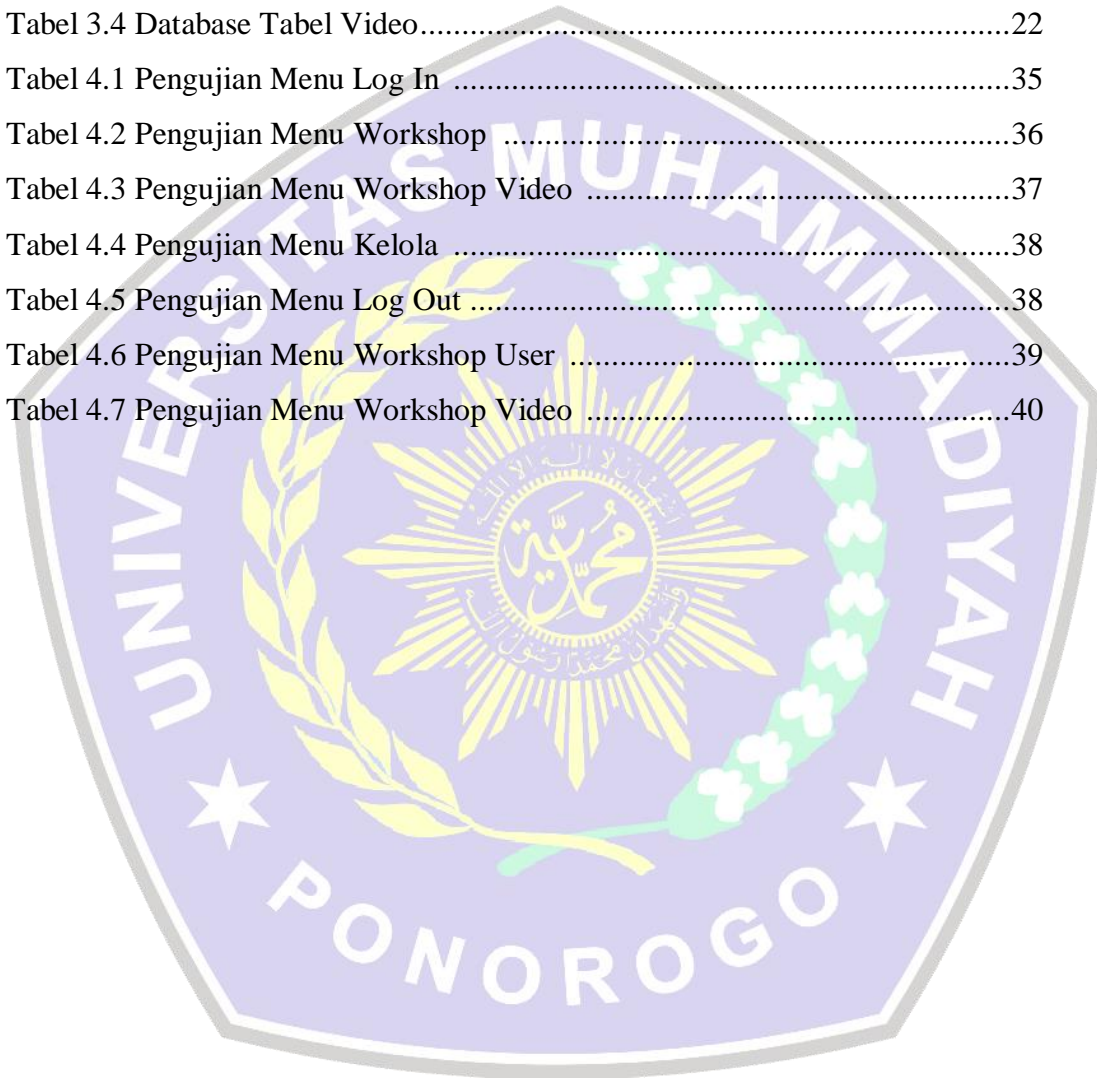 Tabel 3.4 Database Tabel Video..........................................................................22
Tabel 4.1 Pengujian Menu Log In ......................................................................35
Tabel 4.2 Pengujian Menu Workshop ................................................................36
Tabel 4.3 Pengujian Menu Workshop Video .....................................................37
Tabel 4.4 Pengujian Menu Kelola ......................................................................38
Tabel 4.5 Pengujian Menu Log Out ....................................................................38
Tabel 4.6 Pengujian Menu Workshop User .......................................................39
Tabel 4.7 Pengujian Menu Workshop Video .....................................................40
UNIVERSITAS MUHAMMADIYAH
PONOROGO
محمدية